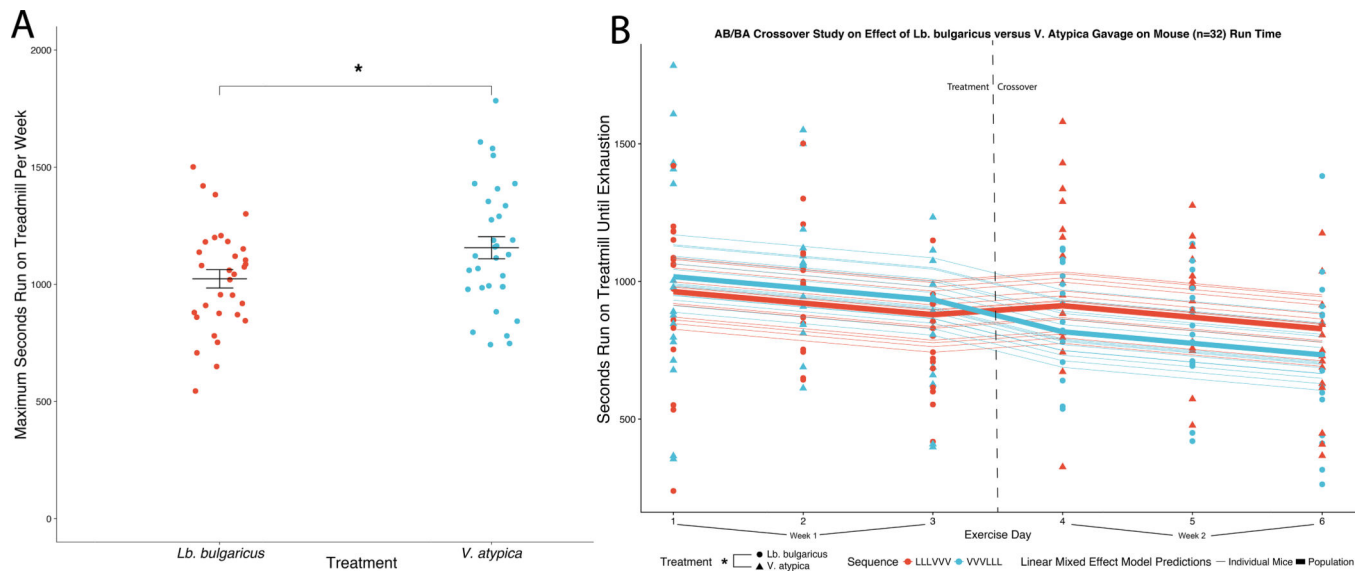 A
Maximum Seconds Run on Treadmill Per Week
2000
1500
1000
500
0
*
Lb. bulgaricus
V. atypica
Treatment
B
AB/BA Crossover Study on Effect of Lb. bulgaricus versus V. Atypica Gavage on Mouse (n=32) Run Time
Seconds Run on Treatmill Until Exhaustion
1500
1000
500
Treatment
Crossover
1
2
3
4
5
6
Week 1
Exercise Day
Week 2
Treatment * Lb. bulgaricus
V. atypica
Sequence LLLVVV VVVLLL
Linear Mixed Effect Model Predictions Individual Mice Population